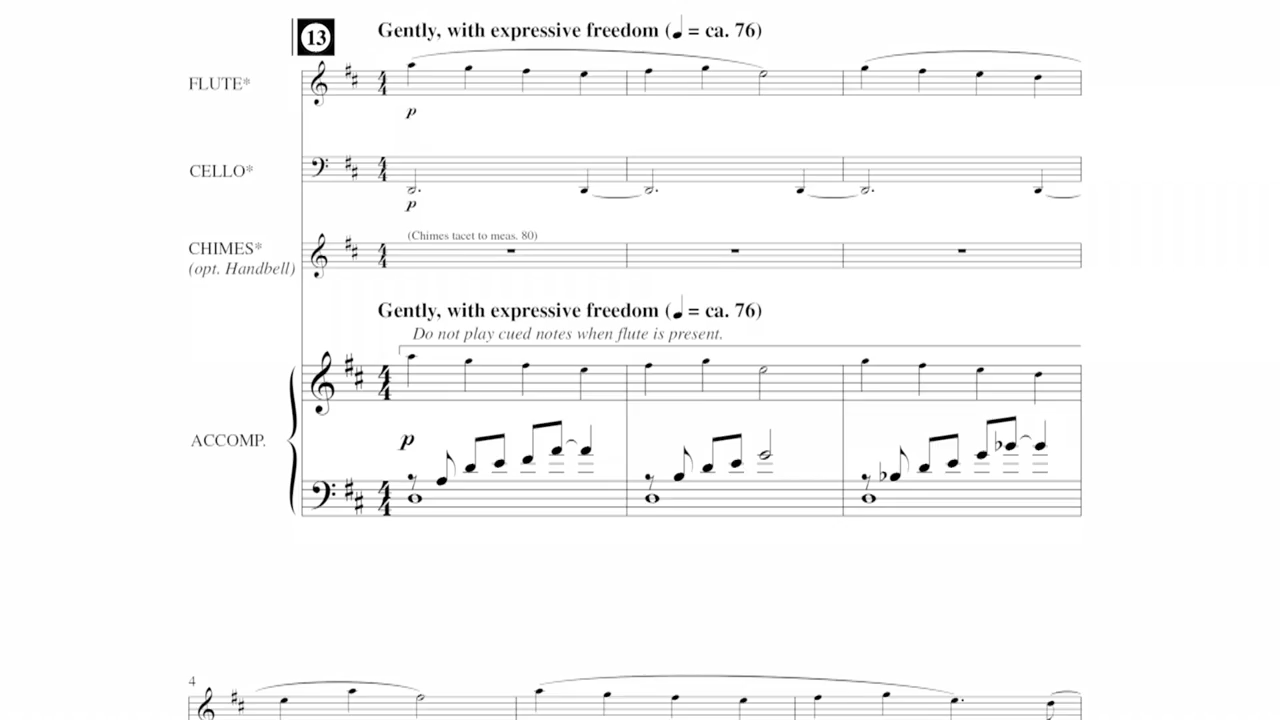 13
Gently, with expressive freedom (♩ = ca. 76)
FLUTE*
p
CELLO*
p
CHIMES*
(opt. Handbell)
(Chimes tacet to meas. 80)
Gently, with expressive freedom (♩ = ca. 76)
Do not play cued notes when flute is present.
ACCOMP.
p
4